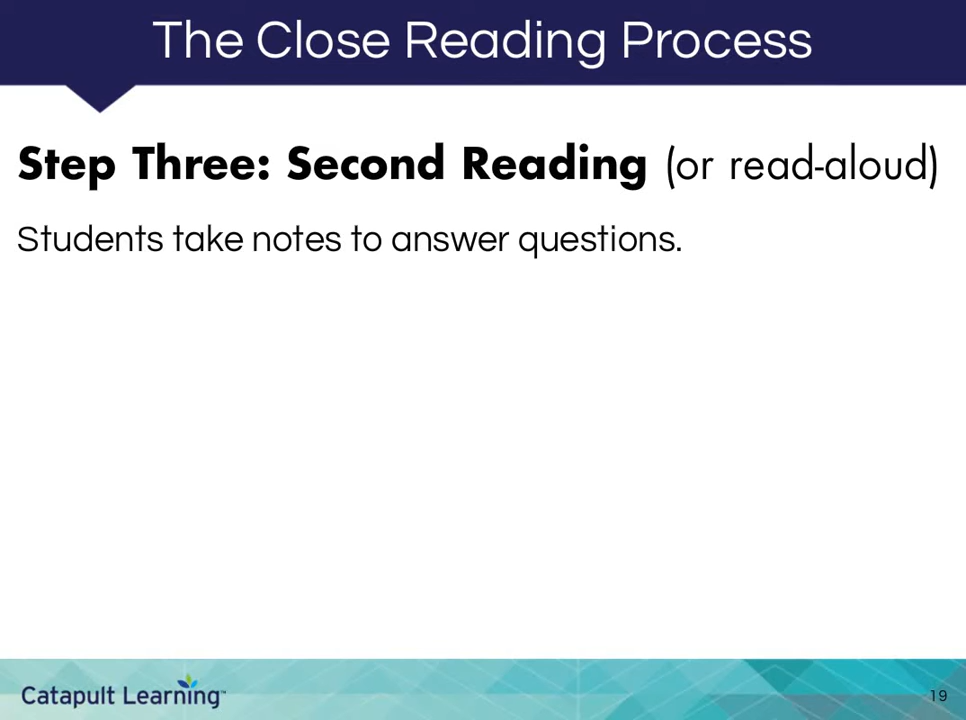 The Close Reading Process
Step Three: Second Reading (or read-aloud)
Students take notes to answer questions.
Catapult Learning™
19